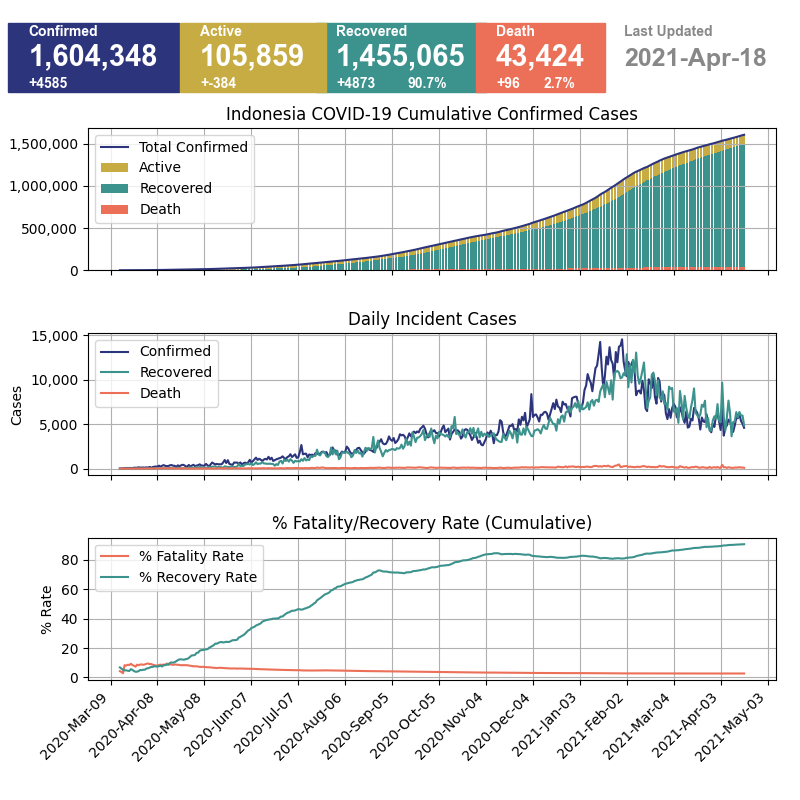 Confirmed
1,604,348
+4585
Active
105,859
+-384
Recovered
1,455,065
+4873 90.7%
Death
43,424
+96 2.7%
Last Updated
2021-Apr-18
Indonesia COVID-19 Cumulative Confirmed Cases
1,500,000
1,000,000
500,000
0
Total Confirmed
Active
Recovered
Death
Daily Incident Cases
Cases
15,000
10,000
5,000
0
Confirmed
Recovered
Death
% Fatality/Recovery Rate (Cumulative)
% Rate
80
60
40
20
0
% Fatality Rate
% Recovery Rate
2020-Mar-09
2020-Apr-08
2020-May-08
2020-Jun-07
2020-Jul-07
2020-Aug-06
2020-Sep-05
2020-Oct-05
2020-Nov-04
2020-Dec-04
2021-Jan-03
2021-Feb-02
2021-Mar-04
2021-Apr-03
2021-May-03